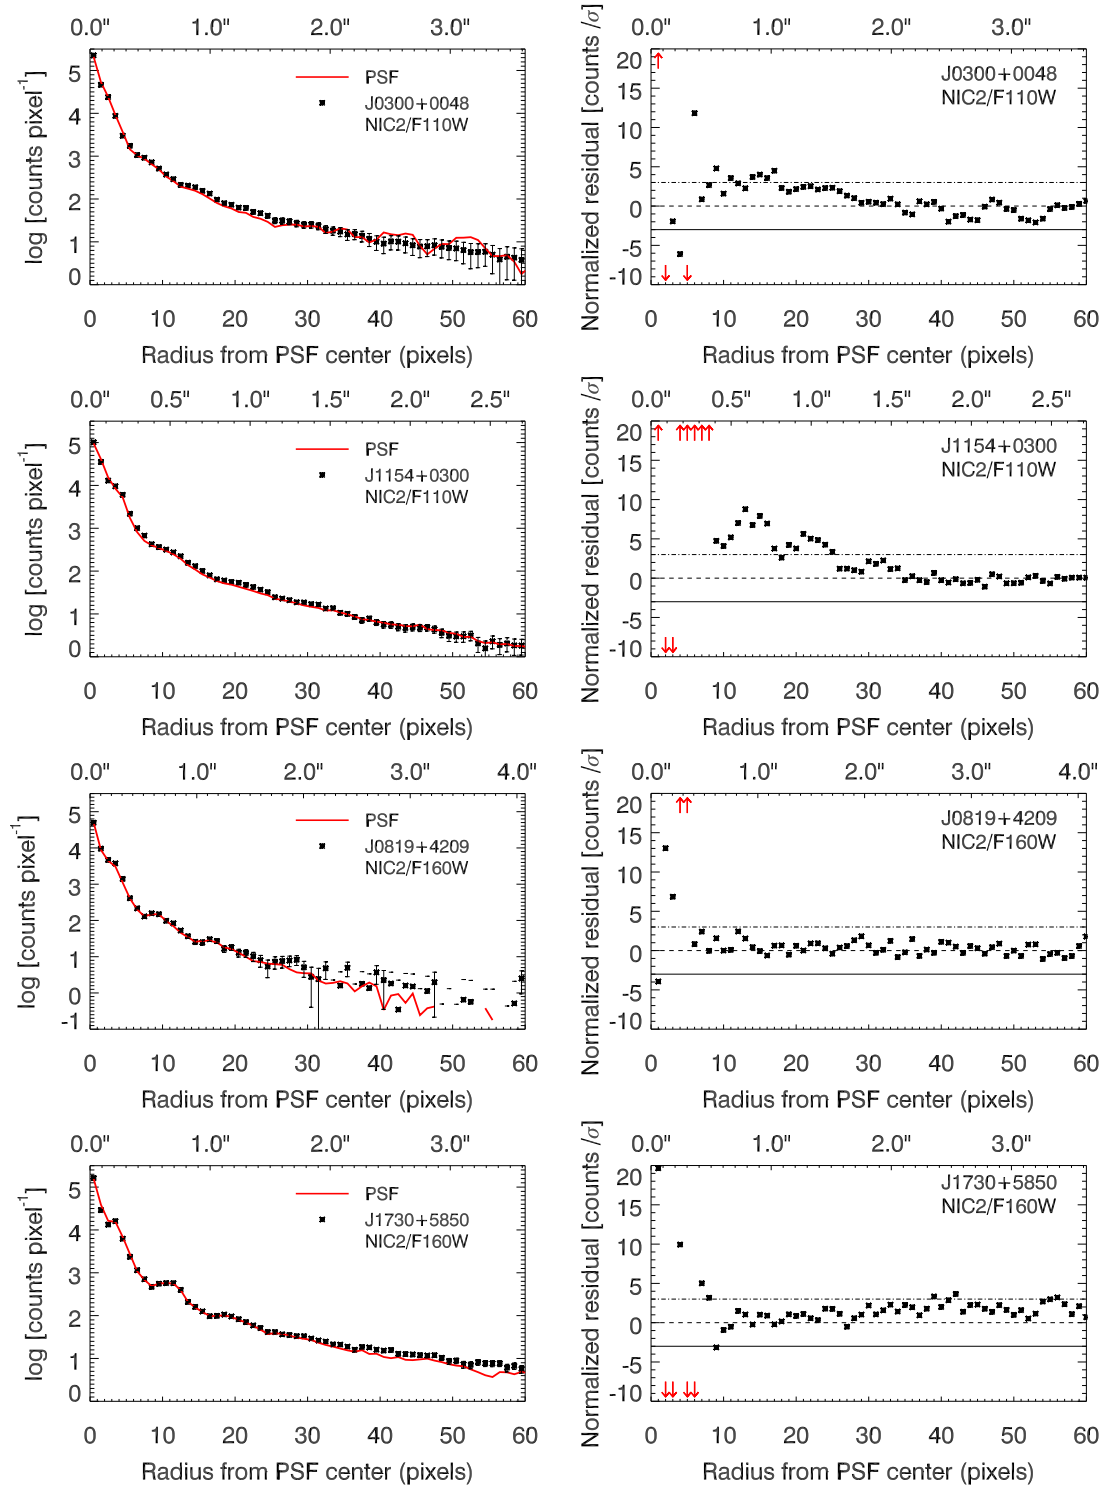 0.0" 1.0" 2.0" 3.0"
log [counts pixel-1]
5
4
3
2
1
0
PSF
J0300+0048
NIC2/F110W
0 10 20 30 40 50 60
Radius from PSF center (pixels)
0.0" 1.0" 2.0" 3.0"
Normalized residual [counts /σ]
20
15
10
5
0
-5
-10
J0300+0048
NIC2/F110W
0 10 20 30 40 50 60
Radius from PSF center (pixels)
0.0" 0.5" 1.0" 1.5" 2.0" 2.5"
log [counts pixel-1]
5
4
3
2
1
0
PSF
J1154+0300
NIC2/F110W
0 10 20 30 40 50 60
Radius from PSF center (pixels)
0.0" 0.5" 1.0" 1.5" 2.0" 2.5"
Normalized residual [counts /σ]
20
15
10
5
0
-5
-10
J1154+0300
NIC2/F110W
0 10 20 30 40 50 60
Radius from PSF center (pixels)
0.0" 1.0" 2.0" 3.0" 4.0"
log [counts pixel-1]
5
4
3
2
1
0
-1
PSF
J0819+4209
NIC2/F160W
0 10 20 30 40 50 60
Radius from PSF center (pixels)
0.0" 1.0" 2.0" 3.0" 4.0"
Normalized residual [counts /σ]
20
15
10
5
0
-5
-10
J0819+4209
NIC2/F160W
0 10 20 30 40 50 60
Radius from PSF center (pixels)
0.0" 1.0" 2.0" 3.0"
log [counts pixel-1]
5
4
3
2
1
0
PSF
J1730+5850
NIC2/F160W
0 10 20 30 40 50 60
Radius from PSF center (pixels)
0.0" 1.0" 2.0" 3.0"
Normalized residual [counts /σ]
20
15
10
5
0
-5
-10
J1730+5850
NIC2/F160W
0 10 20 30 40 50 60
Radius from PSF center (pixels)